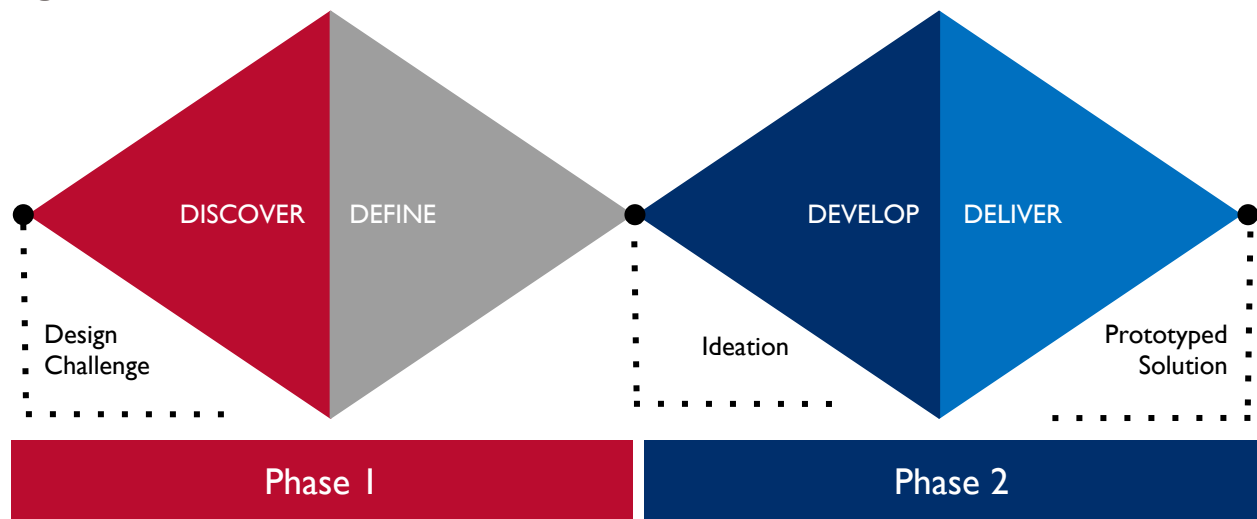 DISCOVER
DEFINE
DEVELOP
DELIVER
Design
Challenge
Ideation
Prototyped
Solution
Phase 1
Phase 2